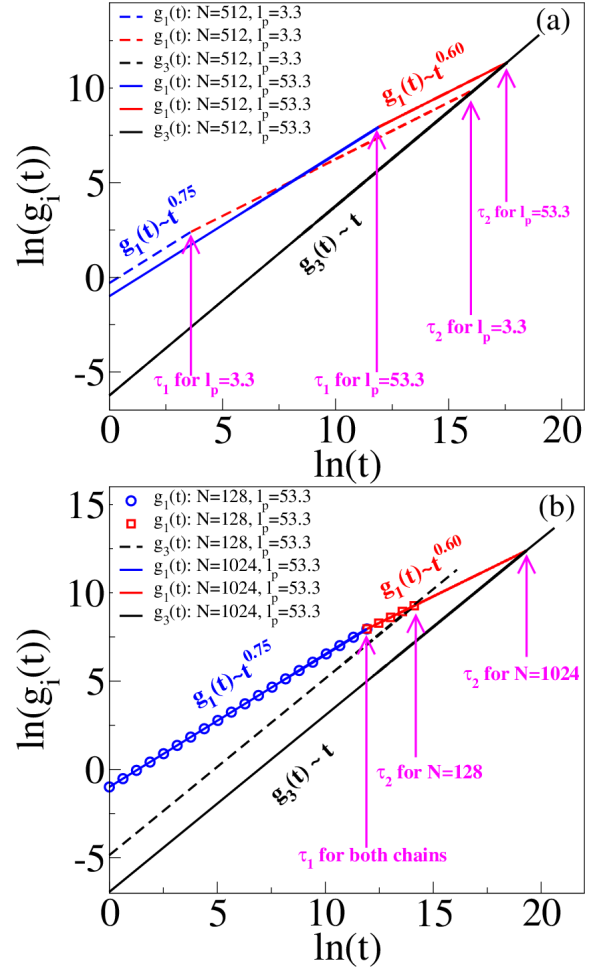 (a)
g₁(t): N=512, lₚ=3.3
g₁(t): N=512, lₚ=3.3
g₃(t): N=512, lₚ=3.3
g₁(t): N=512, lₚ=53.3
g₁(t): N=512, lₚ=53.3
g₃(t): N=512, lₚ=53.3
g₁(t)~t^0.60
g₁(t)~t^0.75
g₃(t)~t
τ₂ for lₚ=53.3
τ₂ for lₚ=3.3
τ₁ for lₚ=3.3
τ₁ for lₚ=53.3
10
5
0
-5
ln(gᵢ(t))
0 5 10 15 20
ln(t)
(b)
g₁(t): N=128, lₚ=53.3
g₁(t): N=128, lₚ=53.3
g₃(t): N=128, lₚ=53.3
g₁(t): N=1024, lₚ=53.3
g₁(t): N=1024, lₚ=53.3
g₃(t): N=1024, lₚ=53.3
g₁(t)~t^0.60
g₁(t)~t^0.75
g₃(t)~t
τ₂ for N=1024
τ₂ for N=128
τ₁ for both chains
15
10
5
0
-5
ln(gᵢ(t))
0 5 10 15 20
ln(t)